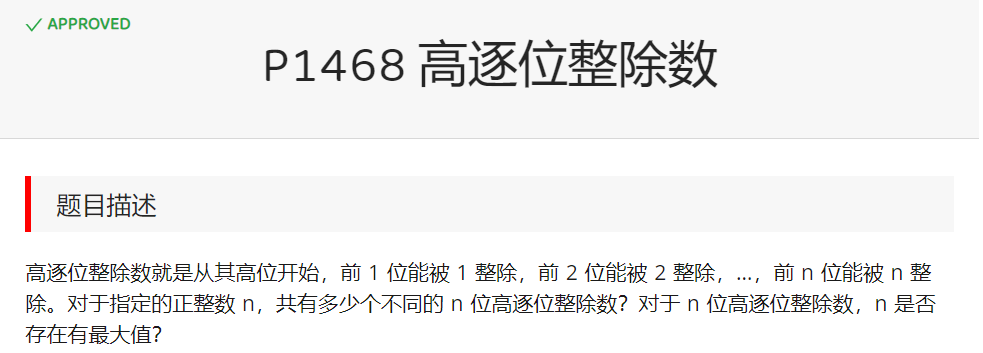 ✓ APPROVED
P1468 高逐位整除数
题目描述
高逐位整除数就是从其高位开始，前 1 位能被 1 整除，前 2 位能被 2 整除，...，前 n 位能被 n 整
除。对于指定的正整数 n，共有多少个不同的 n 位高逐位整除数？对于 n 位高逐位整除数，n 是否
存在有最大值？